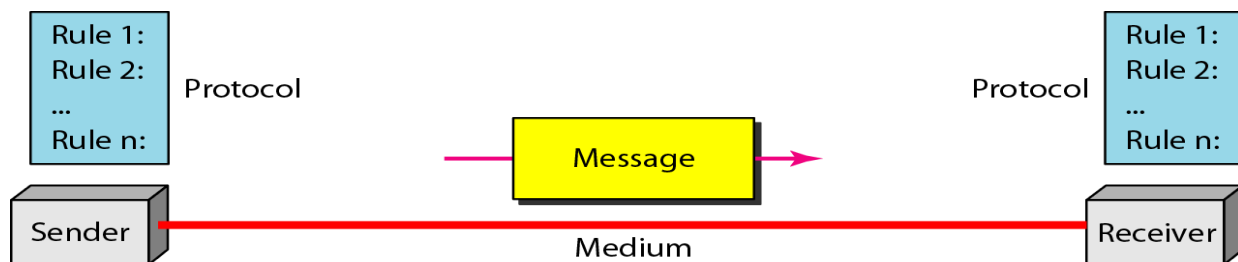 Rule 1:
Rule 2:
...
Rule n:
Protocol
Message
Protocol
Rule 1:
Rule 2:
...
Rule n:
Sender
Medium
Receiver